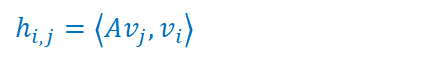 h_{i,j} = ⟨Av_j, v_i⟩